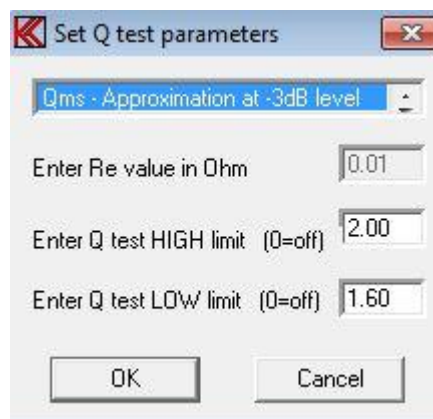 Set Q test parameters
Qms - Approximation at -3dB level
Enter Re value in Ohm 0.01
Enter Q test HIGH limit (0=off) 2.00
Enter Q test LOW limit (0=off) 1.60
OK Cancel